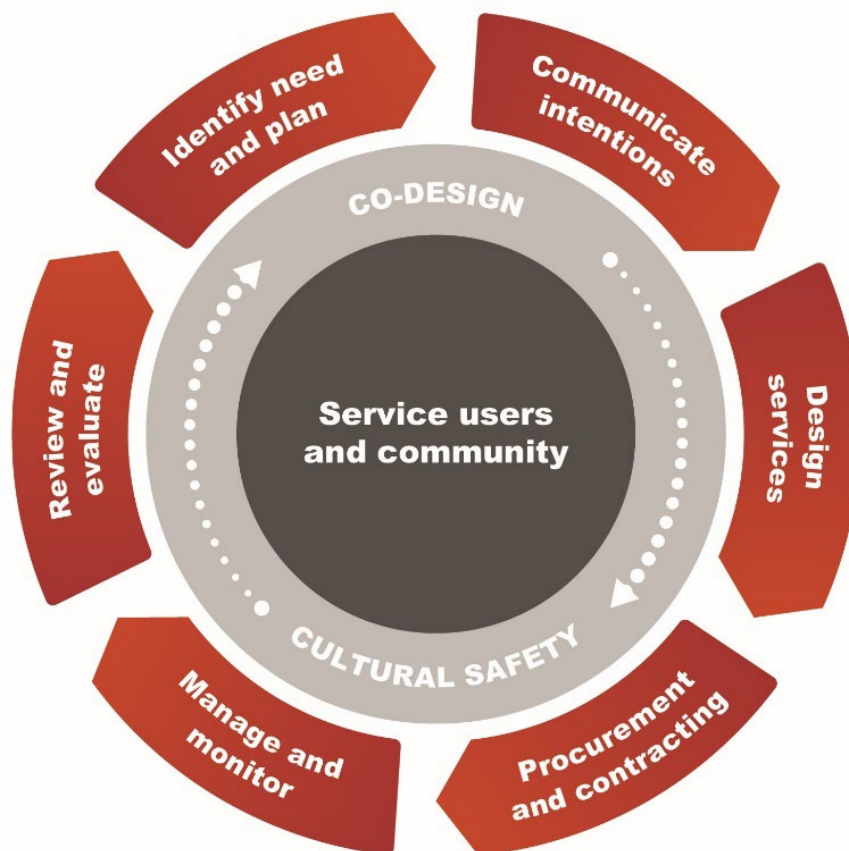 Identify need
and plan
Communicate
intentions
Design
services
Procurement
and contracting
Manage and
monitor
Review and
evaluate
CO-DESIGN
CULTURAL SAFETY
Service users
and community